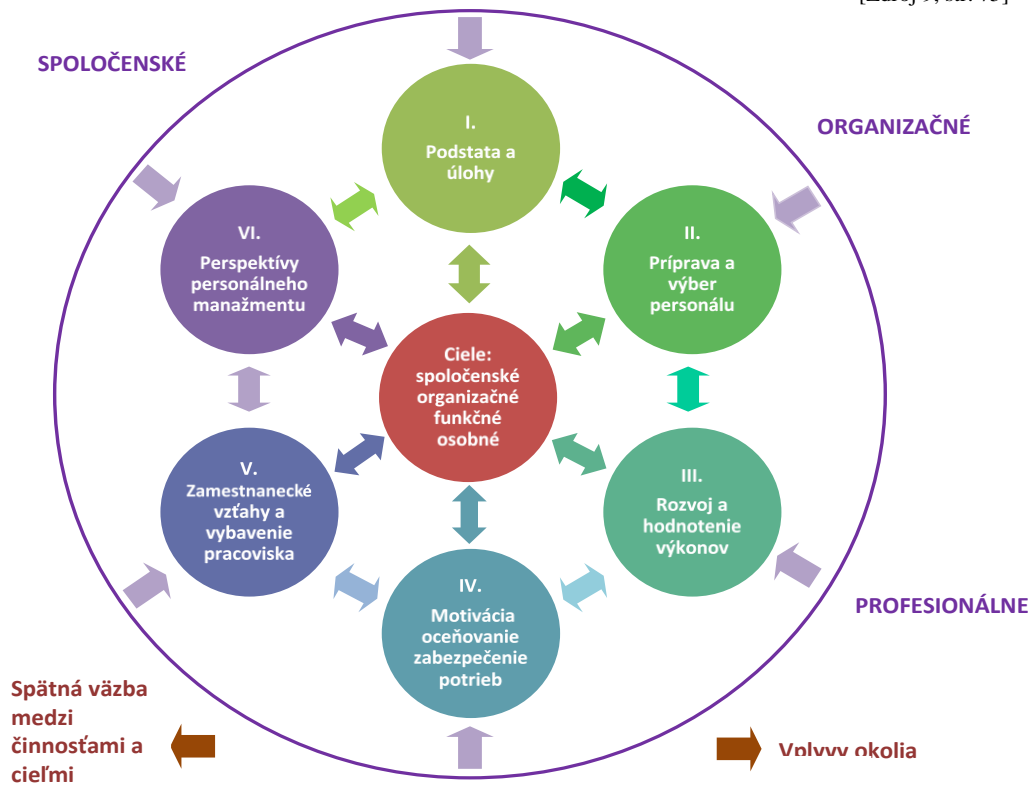 SPOLOČENSKÉ
ORGANIZAČNÉ
I.
Podstata a
úlohy
VI.
Perspektívy
personálneho
manažmentu
II.
Príprava a
výber
personálu
Ciele:
spoločenské
organizačné
funkčné
osobné
V.
Zamestnanecké
vzťahy a
vybavenie
pracoviska
III.
Rozvoj a
hodnotenie
výkonov
IV.
Motivácia
oceňovanie
zabezpečenie
potrieb
PROFESIONÁLNE
Spätná väzba
medzi
činnosťami a
cieľmi
Vplyvy okolia